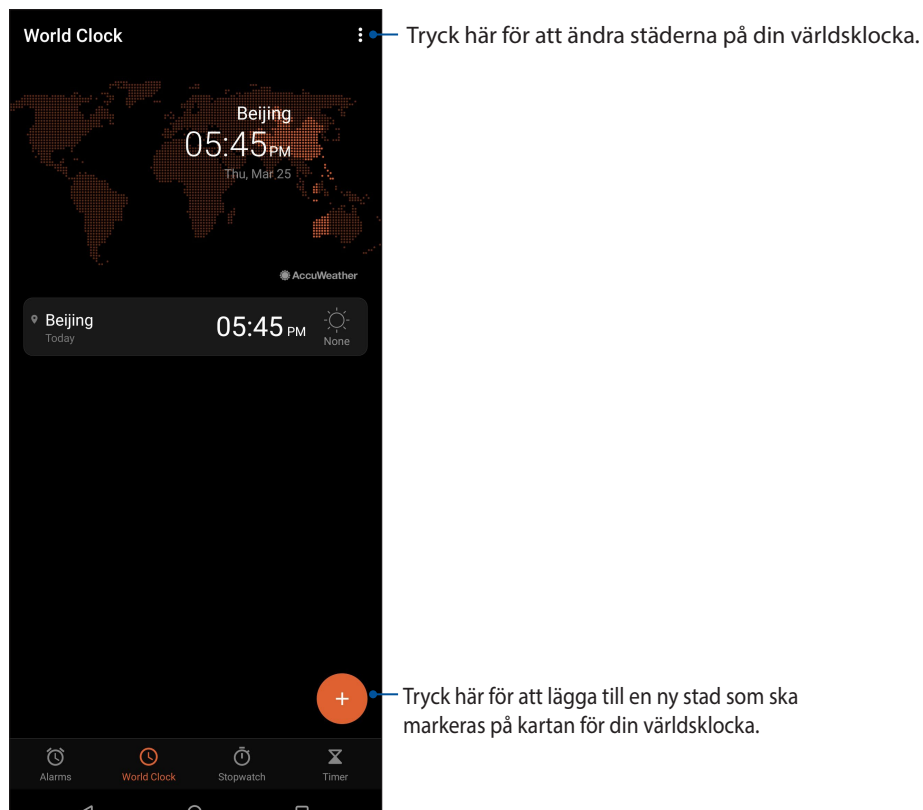 World Clock
Tryck här för att ändra städerna på din världsklocka.
Beijing
05:45 PM
Thu, Mar 25
AccuWeather
Beijing
Today
05:45 PM
None
+
Tryck här för att lägga till en ny stad som ska
markeras på kartan för din världsklocka.
Alarms
World Clock
Stopwatch
Timer